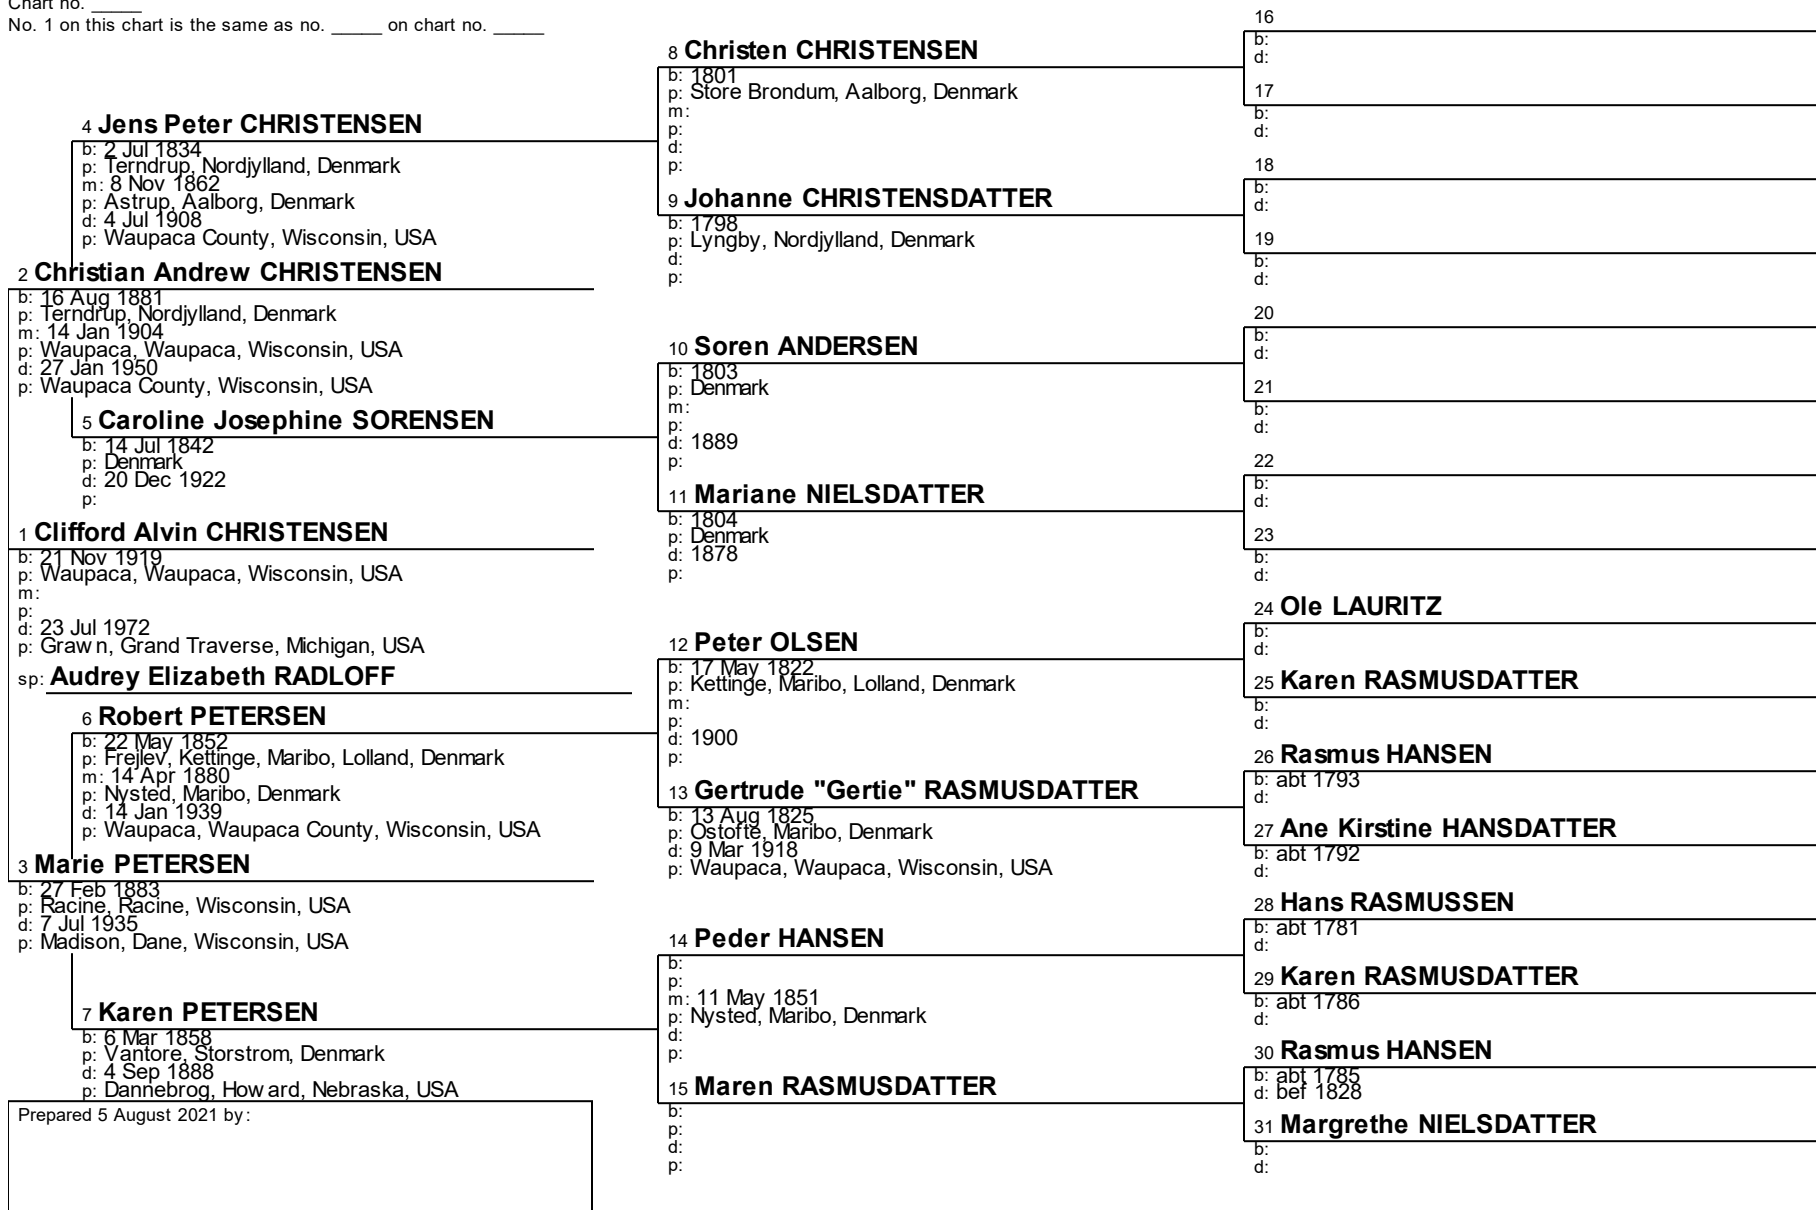 Chart no. _____
No. 1 on this chart is the same as no. _____ on chart no. _____
4 Jens Peter CHRISTENSEN
b: 2 Jul 1834
p: Terndrup, Nordjylland, Denmark
m: 8 Nov 1862
p: Astrup, Aalborg, Denmark
d: 4 Jul 1908
p: Waupaca County, Wisconsin, USA
2 Christian Andrew CHRISTENSEN
b: 16 Aug 1881
p: Terndrup, Nordjylland, Denmark
m: 14 Jan 1904
p: Waupaca, Waupaca, Wisconsin, USA
d: 27 Jan 1950
p: Waupaca County, Wisconsin, USA
5 Caroline Josephine SORENSEN
b: 14 Jul 1842
p: Denmark
d: 20 Dec 1922
p:
1 Clifford Alvin CHRISTENSEN
b: 21 Nov 1919
p: Waupaca, Waupaca, Wisconsin, USA
m:
p:
d: 23 Jul 1972
p: Grawn, Grand Traverse, Michigan, USA
sp: Audrey Elizabeth RADLOFF
6 Robert PETERSEN
b: 22 May 1852
p: Frejlev, Kettinge, Maribo, Lolland, Denmark
m: 14 Apr 1880
p: Nysted, Maribo, Denmark
d: 14 Jan 1939
p: Waupaca, Waupaca County, Wisconsin, USA
3 Marie PETERSEN
b: 27 Feb 1883
p: Racine, Racine, Wisconsin, USA
d: 7 Jul 1935
p: Madison, Dane, Wisconsin, USA
7 Karen PETERSEN
b: 6 Mar 1858
p: Vantore, Storstrom, Denmark
d: 4 Sep 1888
p: Dannebrog, Howard, Nebraska, USA
Prepared 5 August 2021 by:
8 Christen CHRISTENSEN
b: 1801
p: Store Brondum, Aalborg, Denmark
m:
p:
d:
p:
9 Johanne CHRISTENSDATTER
b: 1798
p: Lyngby, Nordjylland, Denmark
d:
p:
10 Soren ANDERSEN
b: 1803
p: Denmark
m:
p:
d: 1889
p:
11 Mariane NIELSDATTER
b: 1804
p: Denmark
d: 1878
p:
12 Peter OLSEN
b: 17 May 1822
p: Kettinge, Maribo, Lolland, Denmark
m:
p:
d: 1900
p:
13 Gertrude "Gertie" RASMUSDATTER
b: 13 Aug 1825
p: Ostofte, Maribo, Denmark
d: 9 Mar 1918
p: Waupaca, Waupaca, Wisconsin, USA
14 Peder HANSEN
b:
p:
m: 11 May 1851
p: Nysted, Maribo, Denmark
d:
p:
15 Maren RASMUSDATTER
b:
p:
d:
p:
16
b:
d:
17
b:
d:
18
b:
d:
19
b:
d:
20
b:
d:
21
b:
d:
22
b:
d:
23
b:
d:
24 Ole LAURITZ
b:
d:
25 Karen RASMUSDATTER
b:
d:
26 Rasmus HANSEN
b: abt 1793
d:
27 Ane Kirstine HANSDATTER
b: abt 1792
d:
28 Hans RASMUSSEN
b: abt 1781
d:
29 Karen RASMUSDATTER
b: abt 1786
d:
30 Rasmus HANSEN
b: abt 1785
d: bef 1828
31 Margrethe NIELSDATTER
b:
d: